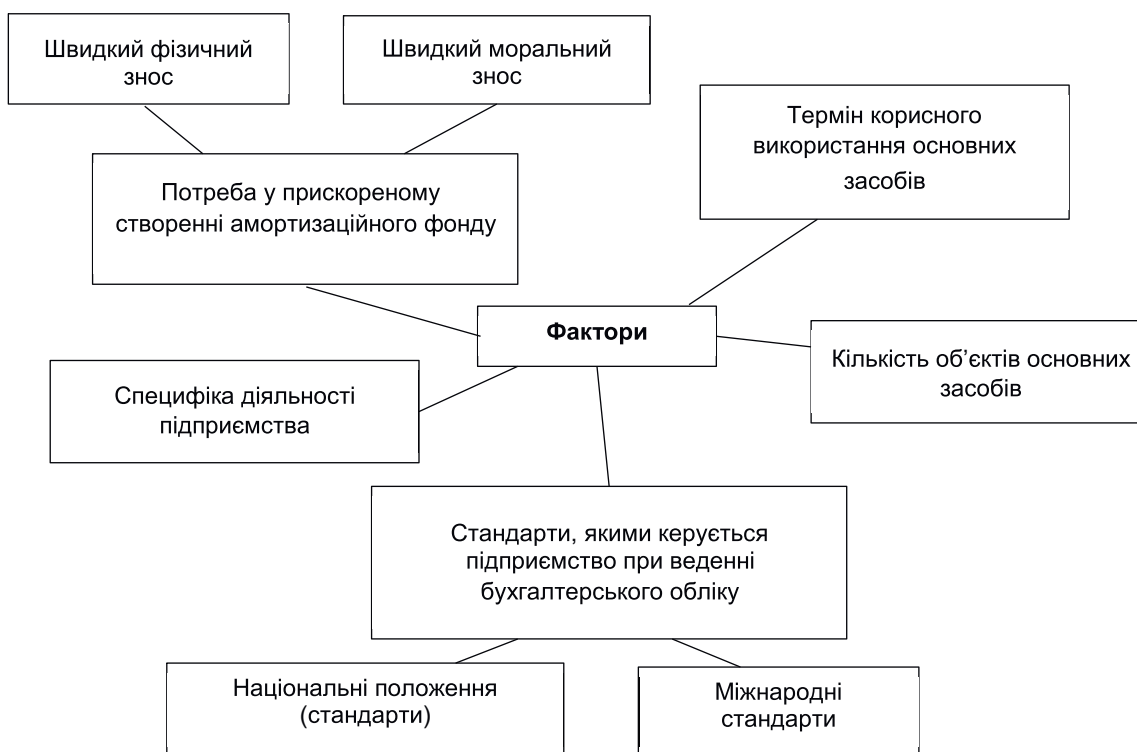 Швидкий фізичний
знос
Швидкий моральний
знос
Термін корисного
використання основних
засобів
Потреба у прискореному
створенні амортизаційного фонду
Фактори
Кількість об’єктів основних
засобів
Специфіка діяльності
підприємства
Стандарти, якими керується
підприємство при веденні
бухгалтерського обліку
Національні положення
(стандарти)
Міжнародні
стандарти